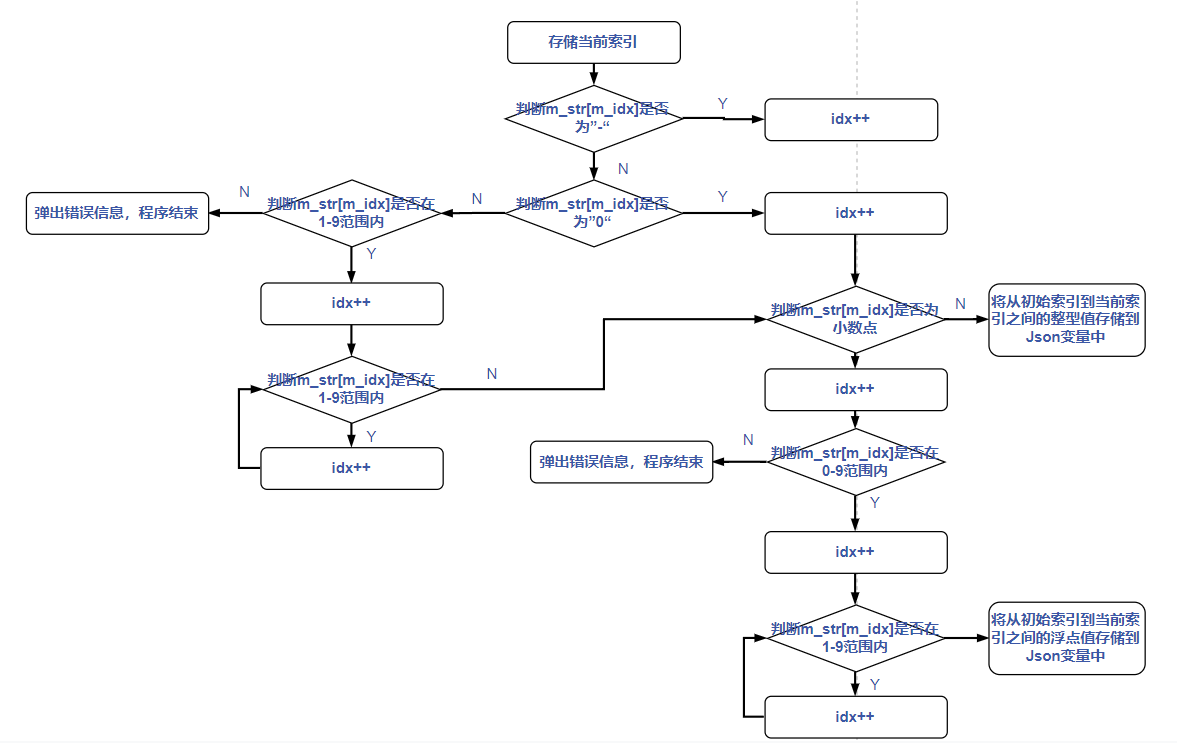 存储当前索引
判断m_str[m_idx]是否
为”-“
Y
idx++
N
判断m_str[m_idx]是否
为”0“
Y
idx++
N
判断m_str[m_idx]是否在
1-9范围内
N
弹出错误信息，程序结束
Y
idx++
判断m_str[m_idx]是否在
1-9范围内
N
Y
idx++
判断m_str[m_idx]是否为
小数点
N
将从初始索引到当前索
引之间的整型值存储到
Json变量中
idx++
判断m_str[m_idx]是否在
0-9范围内
N
弹出错误信息，程序结束
Y
idx++
判断m_str[m_idx]是否在
1-9范围内
将从初始索引到当前索
引之间的浮点值存储到
Json变量中
Y
idx++